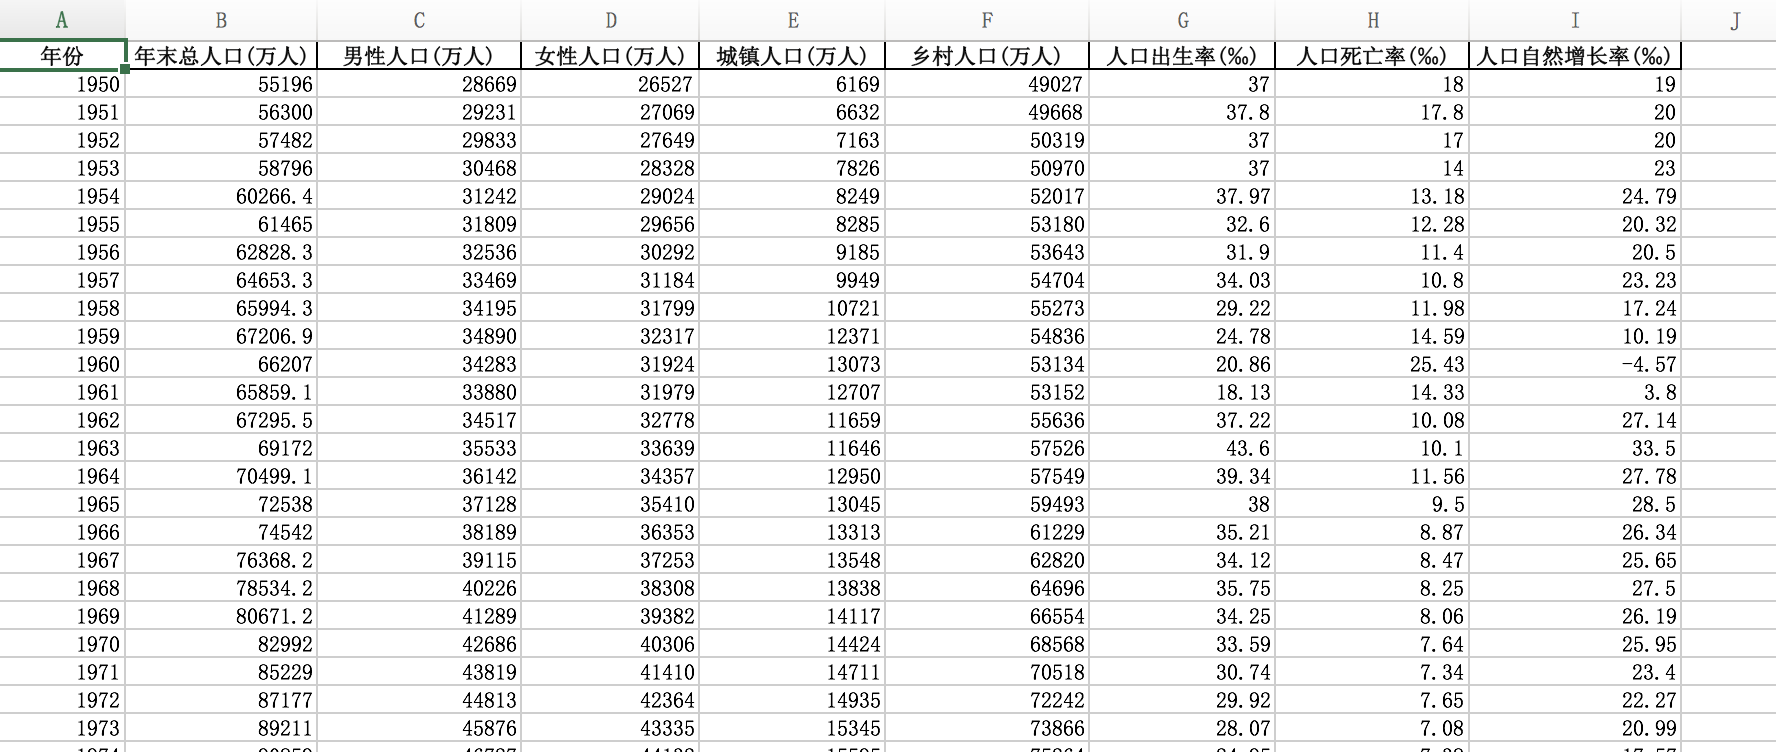 A B C D E F G H I J
年份 年末总人口(万人) 男性人口(万人) 女性人口(万人) 城镇人口(万人) 乡村人口(万人) 人口出生率(‰) 人口死亡率(‰) 人口自然增长率(‰)
1950 55196 28669 26527 6169 49027 37 18 19
1951 56300 29231 27069 6632 49668 37.8 17.8 20
1952 57482 29833 27649 7163 50319 37 17 20
1953 58796 30468 28328 7826 50970 37 14 23
1954 60266.4 31242 29024 8249 52017 37.97 13.18 24.79
1955 61465 31809 29656 8285 53180 32.6 12.28 20.32
1956 62828.3 32536 30292 9185 53643 31.9 11.4 20.5
1957 64653.3 33469 31184 9949 54704 34.03 10.8 23.23
1958 65994.3 34195 31799 10721 55273 29.22 11.98 17.24
1959 67206.9 34890 32317 12371 54836 24.78 14.59 10.19
1960 66207 34283 31924 13073 53134 20.86 25.43 -4.57
1961 65859.1 33880 31979 12707 53152 18.13 14.33 3.8
1962 67295.5 34517 32778 11659 55636 37.22 10.08 27.14
1963 69172 35533 33639 11646 57526 43.6 10.1 33.5
1964 70499.1 36142 34357 12950 57549 39.34 11.56 27.78
1965 72538 37128 35410 13045 59493 38 9.5 28.5
1966 74542 38189 36353 13313 61229 35.21 8.87 26.34
1967 76368.2 39115 37253 13548 62820 34.12 8.47 25.65
1968 78534.2 40226 38308 13838 64696 35.75 8.25 27.5
1969 80671.2 41289 39382 14117 66554 34.25 8.06 26.19
1970 82992 42686 40306 14424 68568 33.59 7.64 25.95
1971 85229 43819 41410 14711 70518 30.74 7.34 23.4
1972 87177 44813 42364 14935 72242 29.92 7.65 22.27
1973 89211 45876 43335 15345 73866 28.07 7.08 20.99